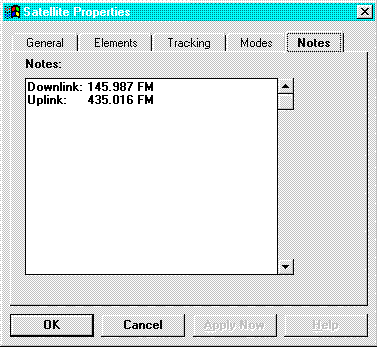 Satellite Properties
General Elements Tracking Modes Notes
Notes:
Downlink: 145.987 FM
Uplink: 435.016 FM
OK Cancel Apply Now Help